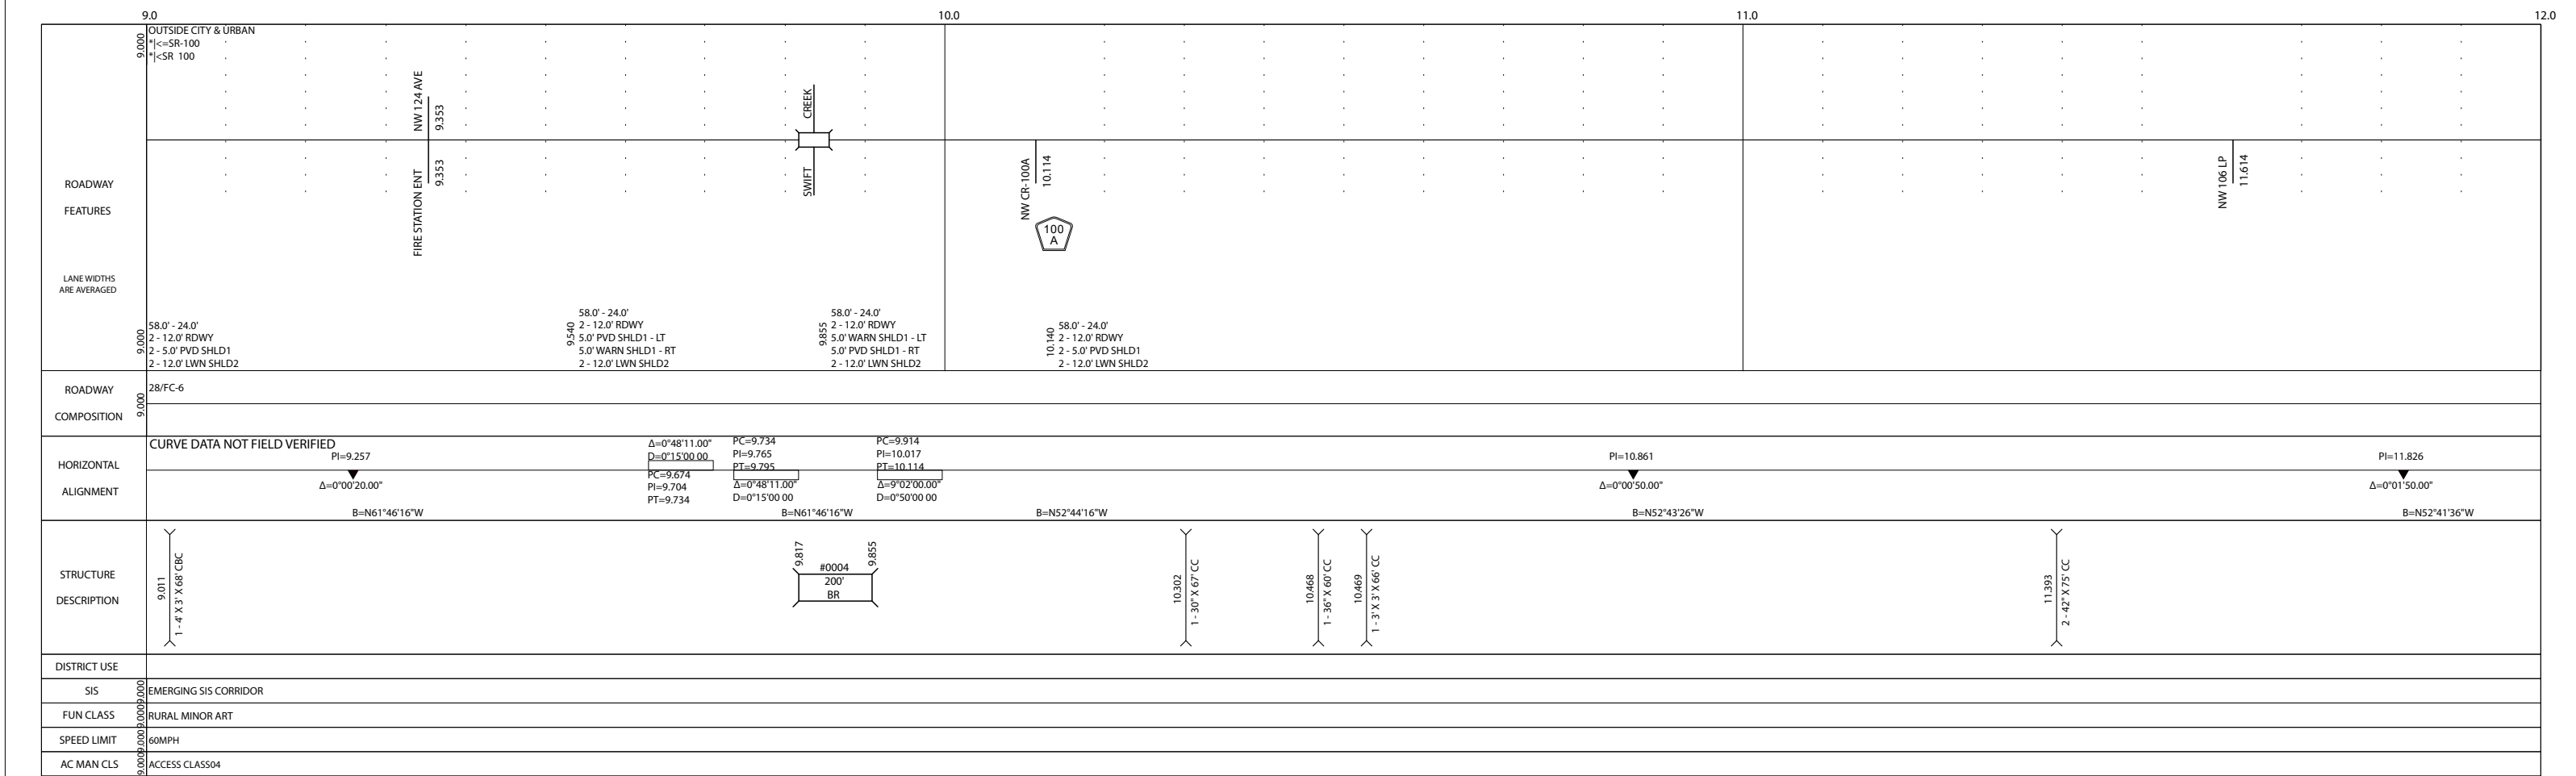 9.0
10.0
11.0
12.0
9.000
OUTSIDE CITY & URBAN
*|<=SR-100
*|<SR 100
NW 124 AVE
9.353
FIRE STATION ENT
9.353
CREEK
SWIFT
NW CR-100A
10.114
100
A
NW 106 LP
11.614
ROADWAY
FEATURES
LANE WIDTHS
ARE AVERAGED
9.000
58.0' - 24.0'
2 - 12.0' RDWY
2 - 5.0' PVD SHLD1
2 - 12.0' LWN SHLD2
9.540
58.0' - 24.0'
2 - 12.0' RDWY
5.0' PVD SHLD1 - LT
5.0' WARN SHLD1 - RT
2 - 12.0' LWN SHLD2
9.855
58.0' - 24.0'
2 - 12.0' RDWY
5.0' WARN SHLD1 - LT
5.0' PVD SHLD1 - RT
2 - 12.0' LWN SHLD2
10.140
58.0' - 24.0'
2 - 12.0' RDWY
2 - 5.0' PVD SHLD1
2 - 12.0' LWN SHLD2
ROADWAY
COMPOSITION
9.000
28/FC-6
HORIZONTAL
ALIGNMENT
CURVE DATA NOT FIELD VERIFIED
PI=9.257
Δ=0°00'20.00"
B=N61°46'16"W
Δ=0°48'11.00"
D=0°15'00 00
PC=9.674
PI=9.704
PT=9.734
PC=9.734
PI=9.765
PT=9.795
Δ=0°48'11.00"
D=0°15'00 00
B=N61°46'16"W
PC=9.914
PI=10.017
PT=10.114
Δ=9°02'00.00"
D=0°50'00 00
B=N52°44'16"W
PI=10.861
Δ=0°00'50.00"
B=N52°43'26"W
PI=11.826
Δ=0°01'50.00"
B=N52°41'36"W
STRUCTURE
DESCRIPTION
9.011
1 - 4' X 3' X 68' CBC
9.817
9.855
#0004
200'
BR
10.302
1 - 30" X 67' CC
10.468
1 - 36" X 60' CC
10.469
1 - 3' X 3' X 66' CC
11.393
2 - 42" X 75' CC
DISTRICT USE
SIS
9.000
EMERGING SIS CORRIDOR
FUN CLASS
9.000
RURAL MINOR ART
SPEED LIMIT
9.000
60MPH
AC MAN CLS
9.000
ACCESS CLASS04